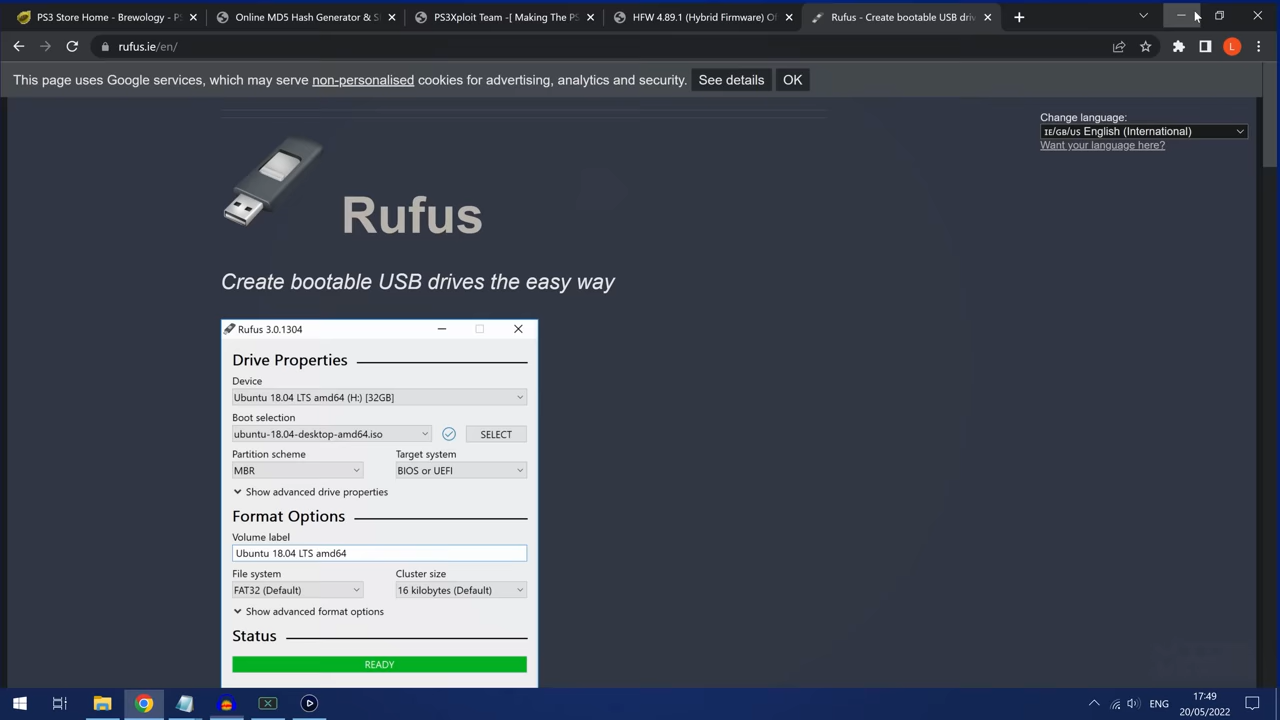 PS3 Store Home - Brewology - PS
Online MD5 Hash Generator & S
PS3Xploit Team -[ Making The PS
HFW 4.89.1 (Hybrid Firmware) O
Rufus - Create bootable USB driv
rufus.ie/en/
L
This page uses Google services, which may serve non-personalised cookies for advertising, analytics and security.
See details
OK
Change language:
IE/GB/US English (International)
Want your language here?
Rufus
Create bootable USB drives the easy way
Rufus 3.0.1304
Drive Properties
Device
Ubuntu 18.04 LTS amd64 (H:) [32GB]
Boot selection
ubuntu-18.04-desktop-amd64.iso
SELECT
Partition scheme
Target system
MBR
BIOS or UEFI
Show advanced drive properties
Format Options
Volume label
Ubuntu 18.04 LTS amd64
File system
Cluster size
FAT32 (Default)
16 kilobytes (Default)
Show advanced format options
Status
READY
ENG
17:49
20/05/2022